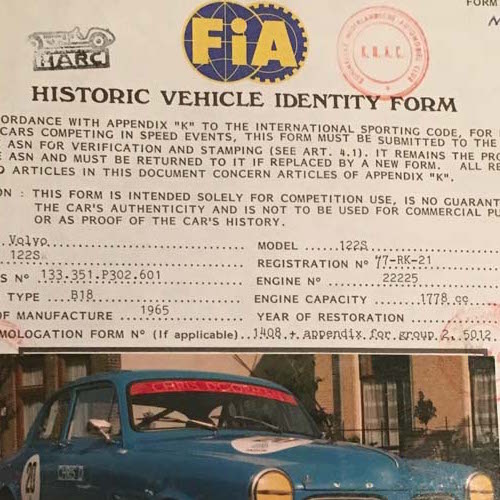 FORM
HARC
FiA
K.N.A.C.
HISTORIC VEHICLE IDENTITY FORM
ORDANCE WITH APPENDIX "K" TO THE INTERNATIONAL SPORTING CODE, FOR
CARS COMPETING IN SPEED EVENTS, THIS FORM MUST BE SUBMITTED TO THE
ASN FOR VERIFICATION AND STAMPING (SEE ART. 4.1). IT REMAINS THE PRO
E ASN AND MUST BE RETURNED TO IT IF REPLACED BY A NEW FORM. ALL RE
D ARTICLES IN THIS DOCUMENT CONCERN ARTICLES OF APPENDIX "K".
ON : THIS FORM IS INTENDED SOLELY FOR COMPETITION USE, IS NO GUARANT
THE CAR'S AUTHENTICITY AND IS NOT TO BE USED FOR COMMERCIAL PU
OR AS PROOF OF THE CAR'S HISTORY.
Volvo MODEL 122S
122S REGISTRATION Nº 77-RK-21
S Nº 133.351.P302.601 ENGINE Nº 22225
TYPE B18 ENGINE CAPACITY 1778 cc
OF MANUFACTURE 1965 YEAR OF RESTORATION
MOLOGATION FORM Nº (If applicable) 1408 + appendix for group 2, 5012
20